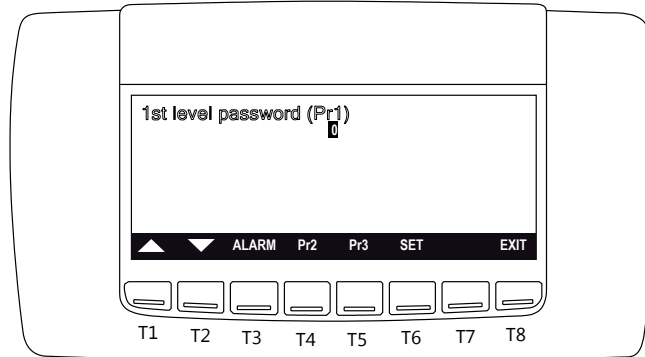 1st level password (Pr1)
0
ALARM Pr2 Pr3 SET EXIT
T1 T2 T3 T4 T5 T6 T7 T8